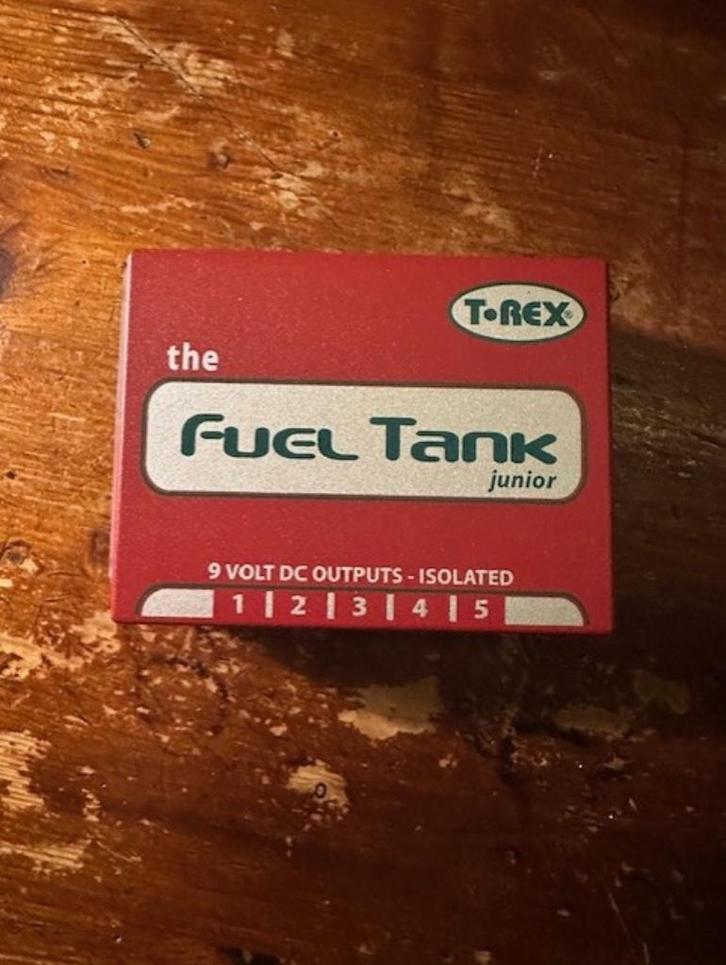 T•REX®
the
Fuel Tank
junior
9 VOLT DC OUTPUTS - ISOLATED
1 | 2 | 3 | 4 | 5